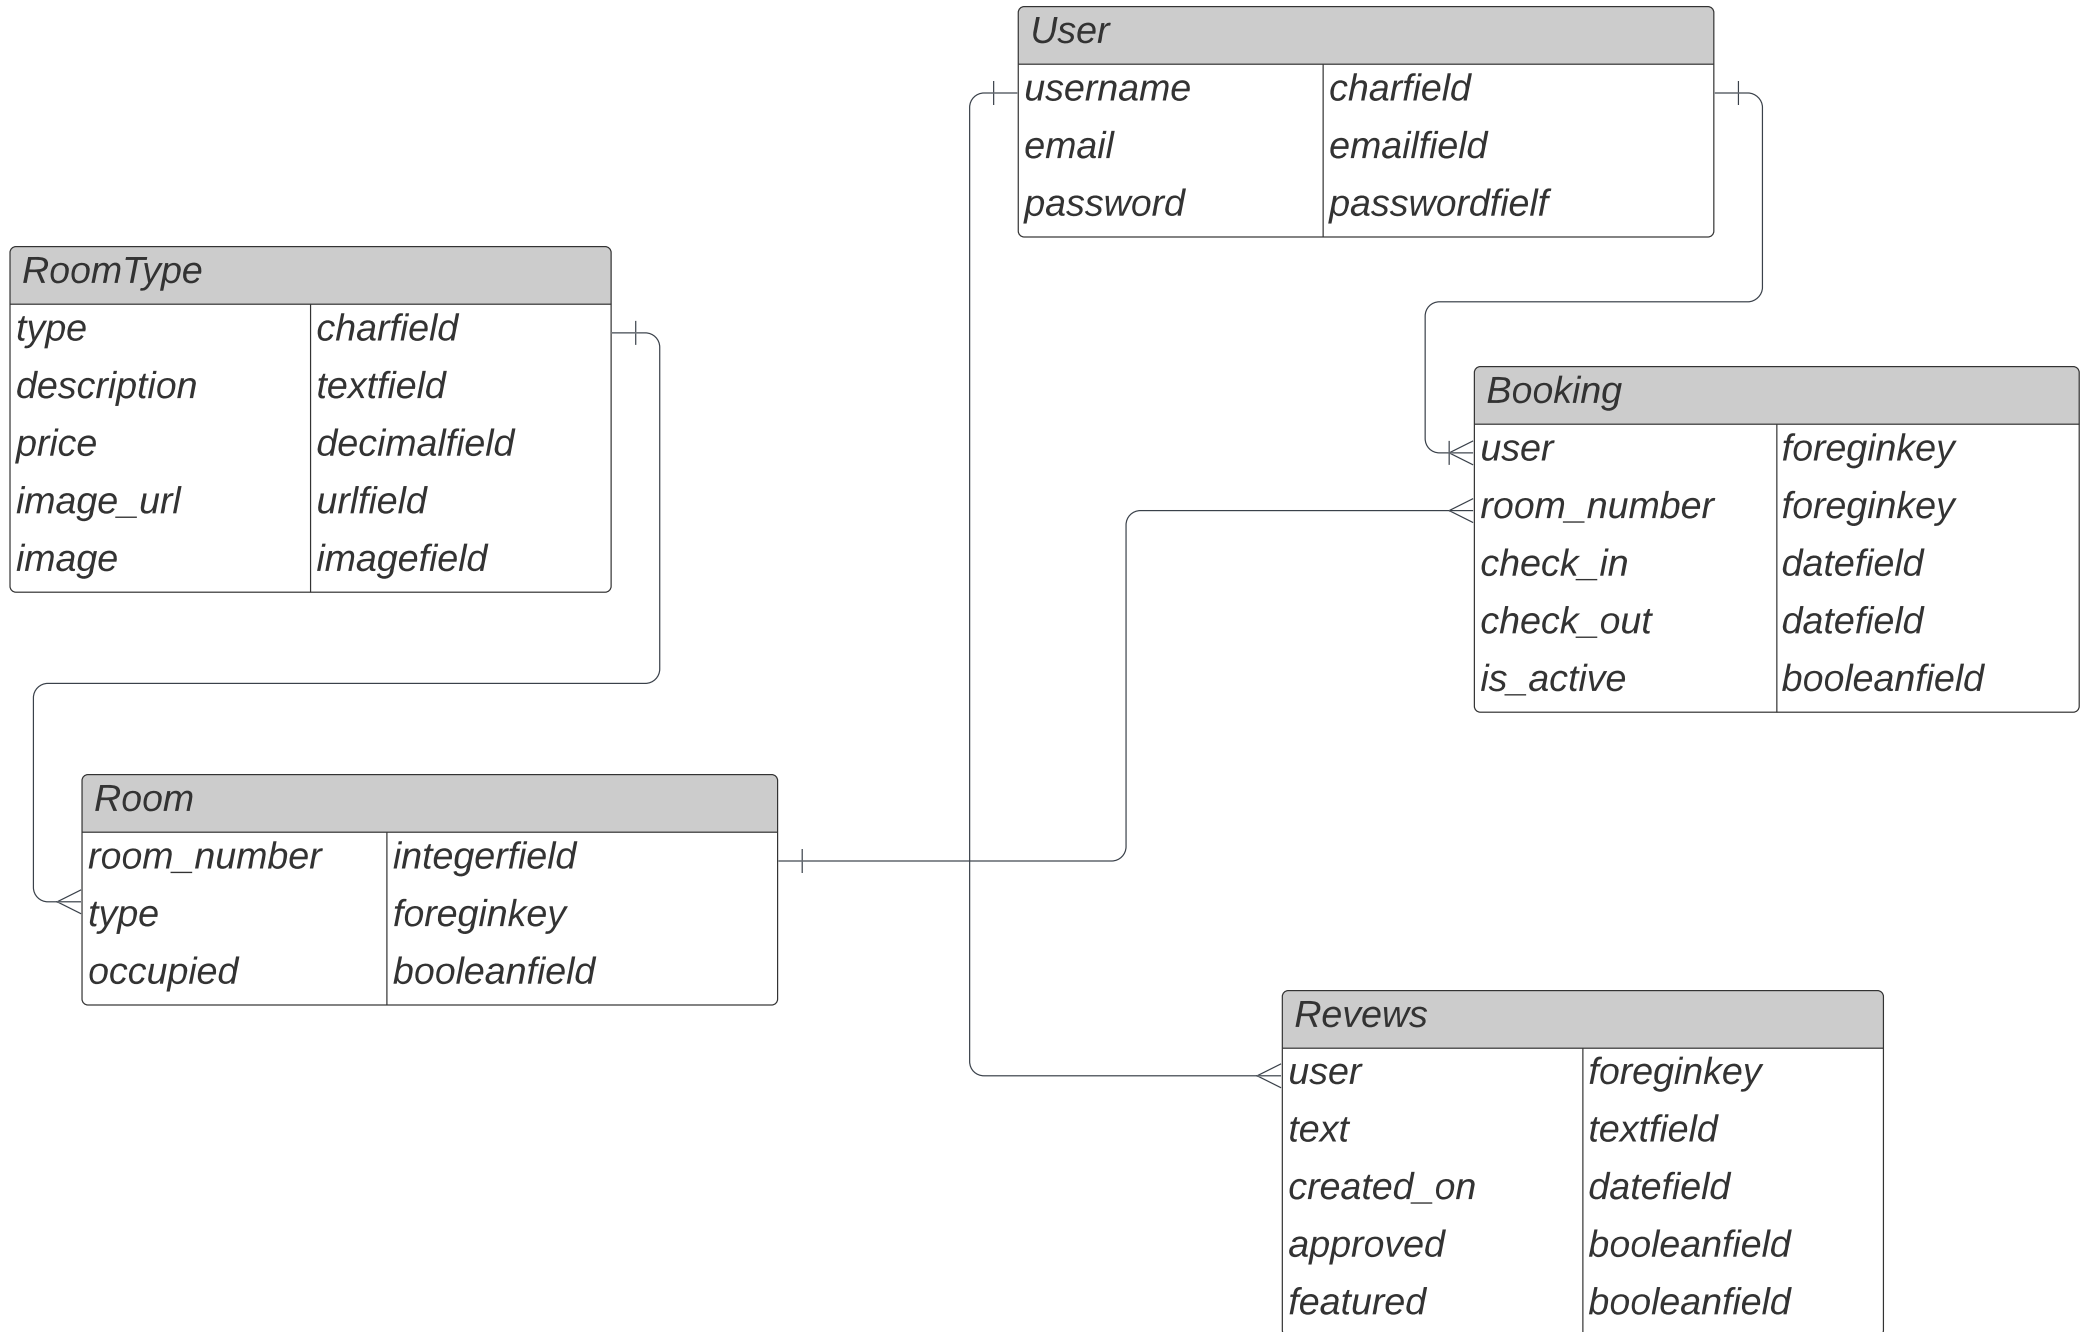 User
username charfield
email emailfield
password passwordfielf
RoomType
type charfield
description textfield
price decimalfield
image_url urlfield
image imagefield
Booking
user foreginkey
room_number foreginkey
check_in datefield
check_out datefield
is_active booleanfield
Room
room_number integerfield
type foreginkey
occupied booleanfield
Revews
user foreginkey
text textfield
created_on datefield
approved booleanfield
featured booleanfield